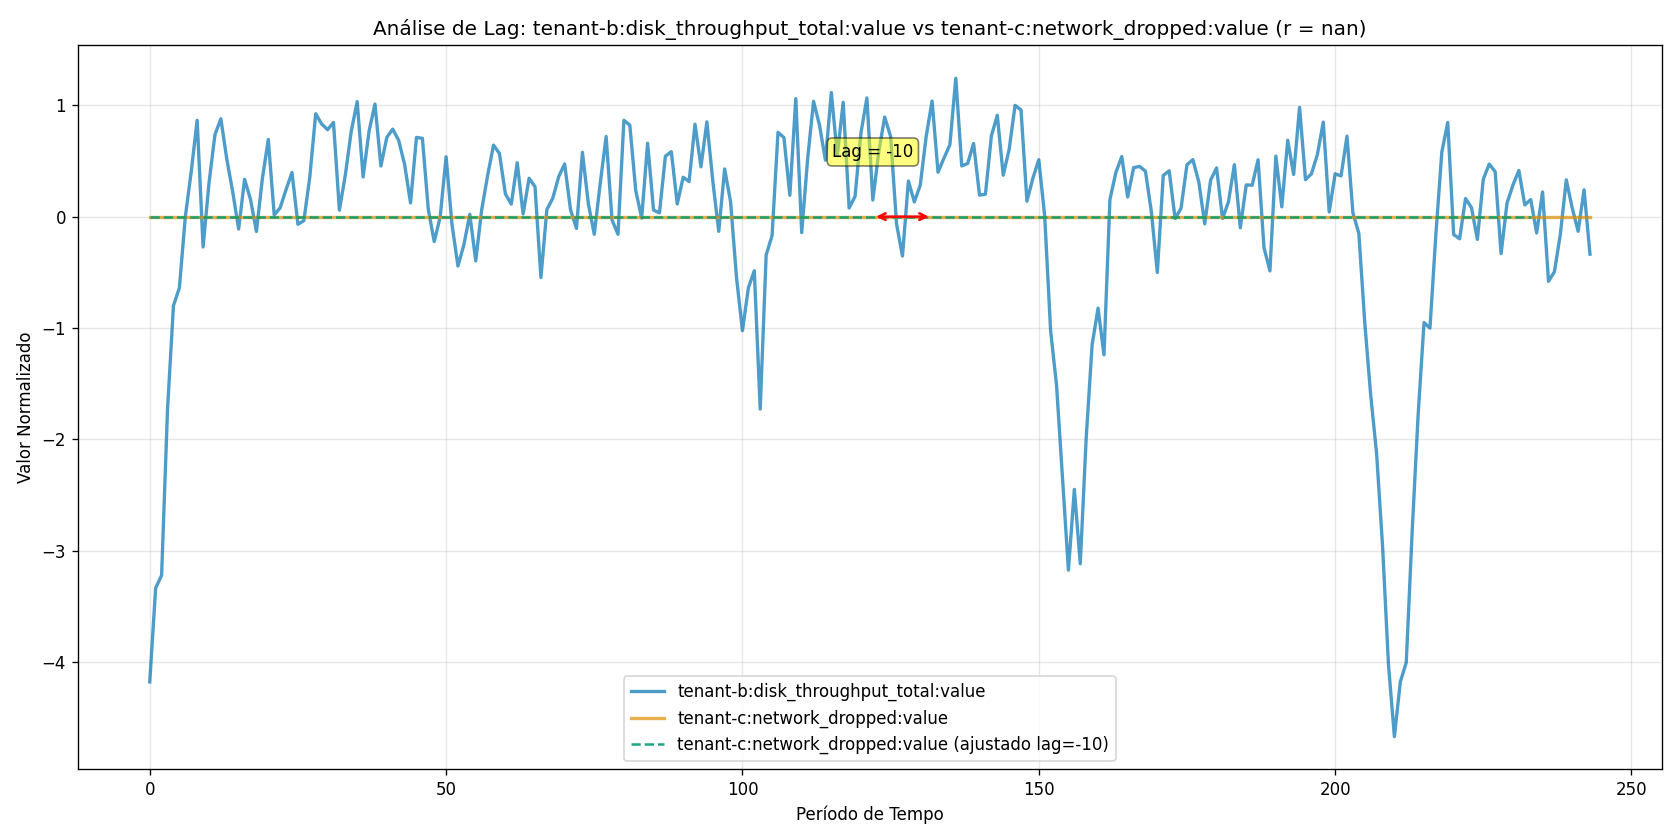 Análise de Lag: tenant-b:disk_throughput_total:value vs tenant-c:network_dropped:value (r = nan)
Valor Normalizado
1
0
−1
−2
−3
−4
Lag = -10
tenant-b:disk_throughput_total:value
tenant-c:network_dropped:value
tenant-c:network_dropped:value (ajustado lag=-10)
0 50 100 150 200 250
Período de Tempo